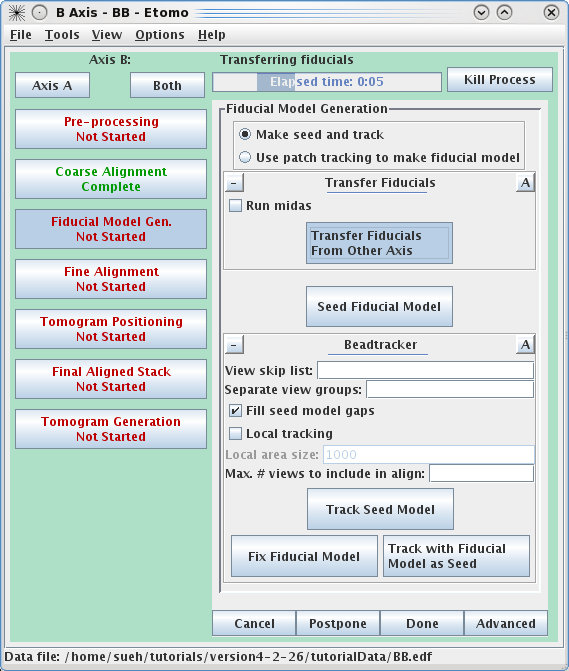 B Axis - BB - Etomo
File Tools View Options Help
Axis B:
Transferring fiducials
Axis A
Both
Elapsed time: 0:05
Kill Process
Pre-processing
Not Started
Coarse Alignment
Complete
Fiducial Model Gen.
Not Started
Fine Alignment
Not Started
Tomogram Positioning
Not Started
Final Aligned Stack
Not Started
Tomogram Generation
Not Started
Fiducial Model Generation
Make seed and track
Use patch tracking to make fiducial model
- Transfer Fiducials A
Run midas
Transfer Fiducials
From Other Axis
Seed Fiducial Model
- Beadtracker A
View skip list:
Separate view groups:
Fill seed model gaps
Local tracking
Local area size: 1000
Max. # views to include in align:
Track Seed Model
Fix Fiducial Model
Track with Fiducial
Model as Seed
Cancel Postpone Done Advanced
Data file: /home/sueh/tutorials/version4-2-26/tutorialData/BB.edf